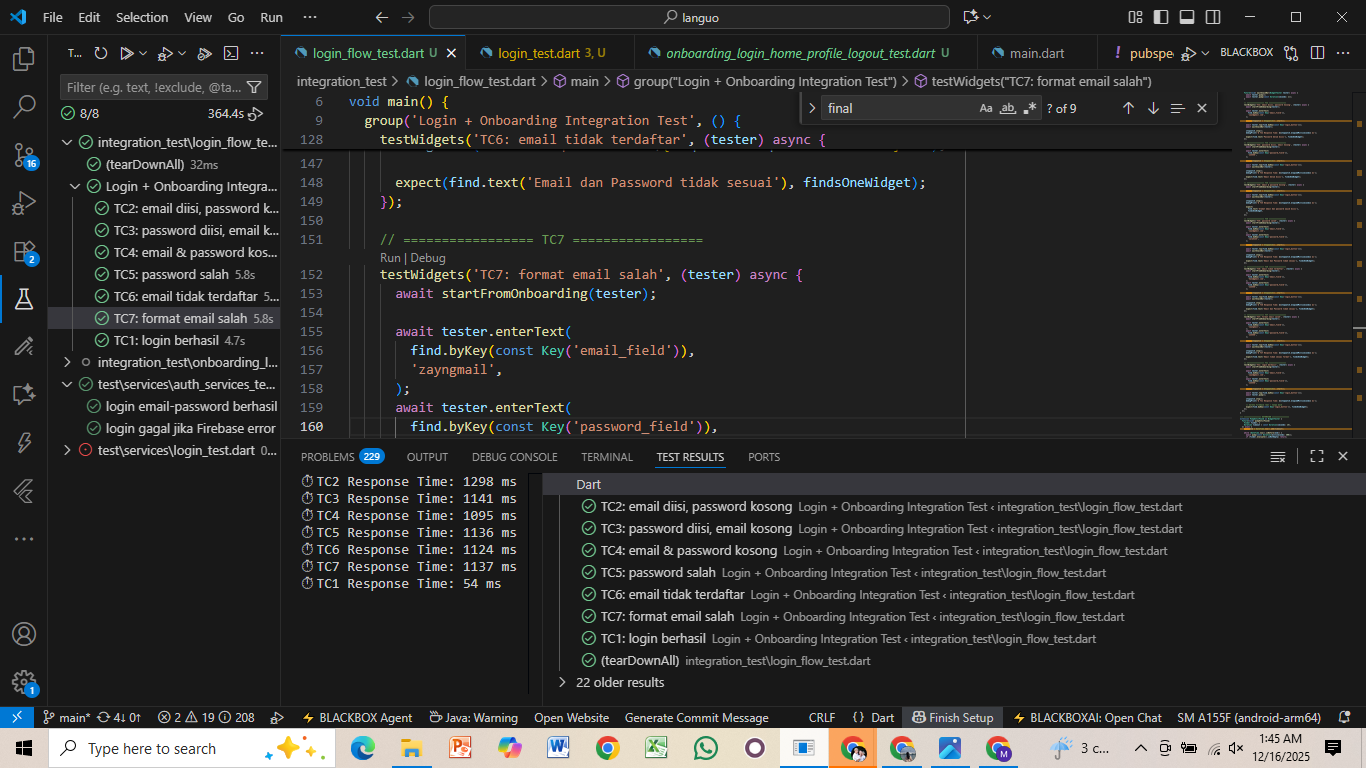 File Edit Selection View Go Run ··· languo
T... ···
Filter (e.g. text, !exclude, @ta...
8/8 364.4s
integration_test\login_flow_te...
(tearDownAll) 32ms
Login + Onboarding Integra...
TC2: email diisi, password k...
TC3: password diisi, email k...
TC4: email & password kos...
TC5: password salah 5.8s
TC6: email tidak terdaftar 5...
TC7: format email salah 5.8s
TC1: login berhasil 4.7s
integration_test\onboarding_l...
test\services\auth_services_te...
login email-password berhasil
login gagal jika Firebase error
test\services\login_test.dart 0...
16
2
1
login_flow_test.dart U login_test.dart 3, U onboarding_login_home_profile_logout_test.dart U main.dart ! pubspe BLACKBOX ···
integration_test > login_flow_test.dart > main > group("Login + Onboarding Integration Test") > testWidgets("TC7: format email salah")
final Aa ab .* ? of 9
6 void main() {
9 group('Login + Onboarding Integration Test', () {
128 testWidgets('TC6: email tidak terdaftar', (tester) async {
147
148 expect(find.text('Email dan Password tidak sesuai'), findsOneWidget);
149 });
150
151 // ================= TC7 =================
Run | Debug
152 testWidgets('TC7: format email salah', (tester) async {
153 await startFromOnboarding(tester);
154
155 await tester.enterText(
156 find.byKey(const Key('email_field')),
157 'zayngmail',
158 );
159 await tester.enterText(
160 find.byKey(const Key('password_field')),
PROBLEMS 229 OUTPUT DEBUG CONSOLE TERMINAL TEST RESULTS PORTS
TC2 Response Time: 1298 ms
TC3 Response Time: 1141 ms
TC4 Response Time: 1095 ms
TC5 Response Time: 1136 ms
TC6 Response Time: 1124 ms
TC7 Response Time: 1137 ms
TC1 Response Time: 54 ms
Dart
TC2: email diisi, password kosong Login + Onboarding Integration Test ‹ integration_test\login_flow_test.dart
TC3: password diisi, email kosong Login + Onboarding Integration Test ‹ integration_test\login_flow_test.dart
TC4: email & password kosong Login + Onboarding Integration Test ‹ integration_test\login_flow_test.dart
TC5: password salah Login + Onboarding Integration Test ‹ integration_test\login_flow_test.dart
TC6: email tidak terdaftar Login + Onboarding Integration Test ‹ integration_test\login_flow_test.dart
TC7: format email salah Login + Onboarding Integration Test ‹ integration_test\login_flow_test.dart
TC1: login berhasil Login + Onboarding Integration Test ‹ integration_test\login_flow_test.dart
(tearDownAll) integration_test\login_flow_test.dart
22 older results
main* 4↓ 0↑ 2 19 208 BLACKBOX Agent Java: Warning Open Website Generate Commit Message CRLF {} Dart Finish Setup BLACKBOXAI: Open Chat SM A155F (android-arm64)
Type here to search 3 c... 1:45 AM
12/16/2025